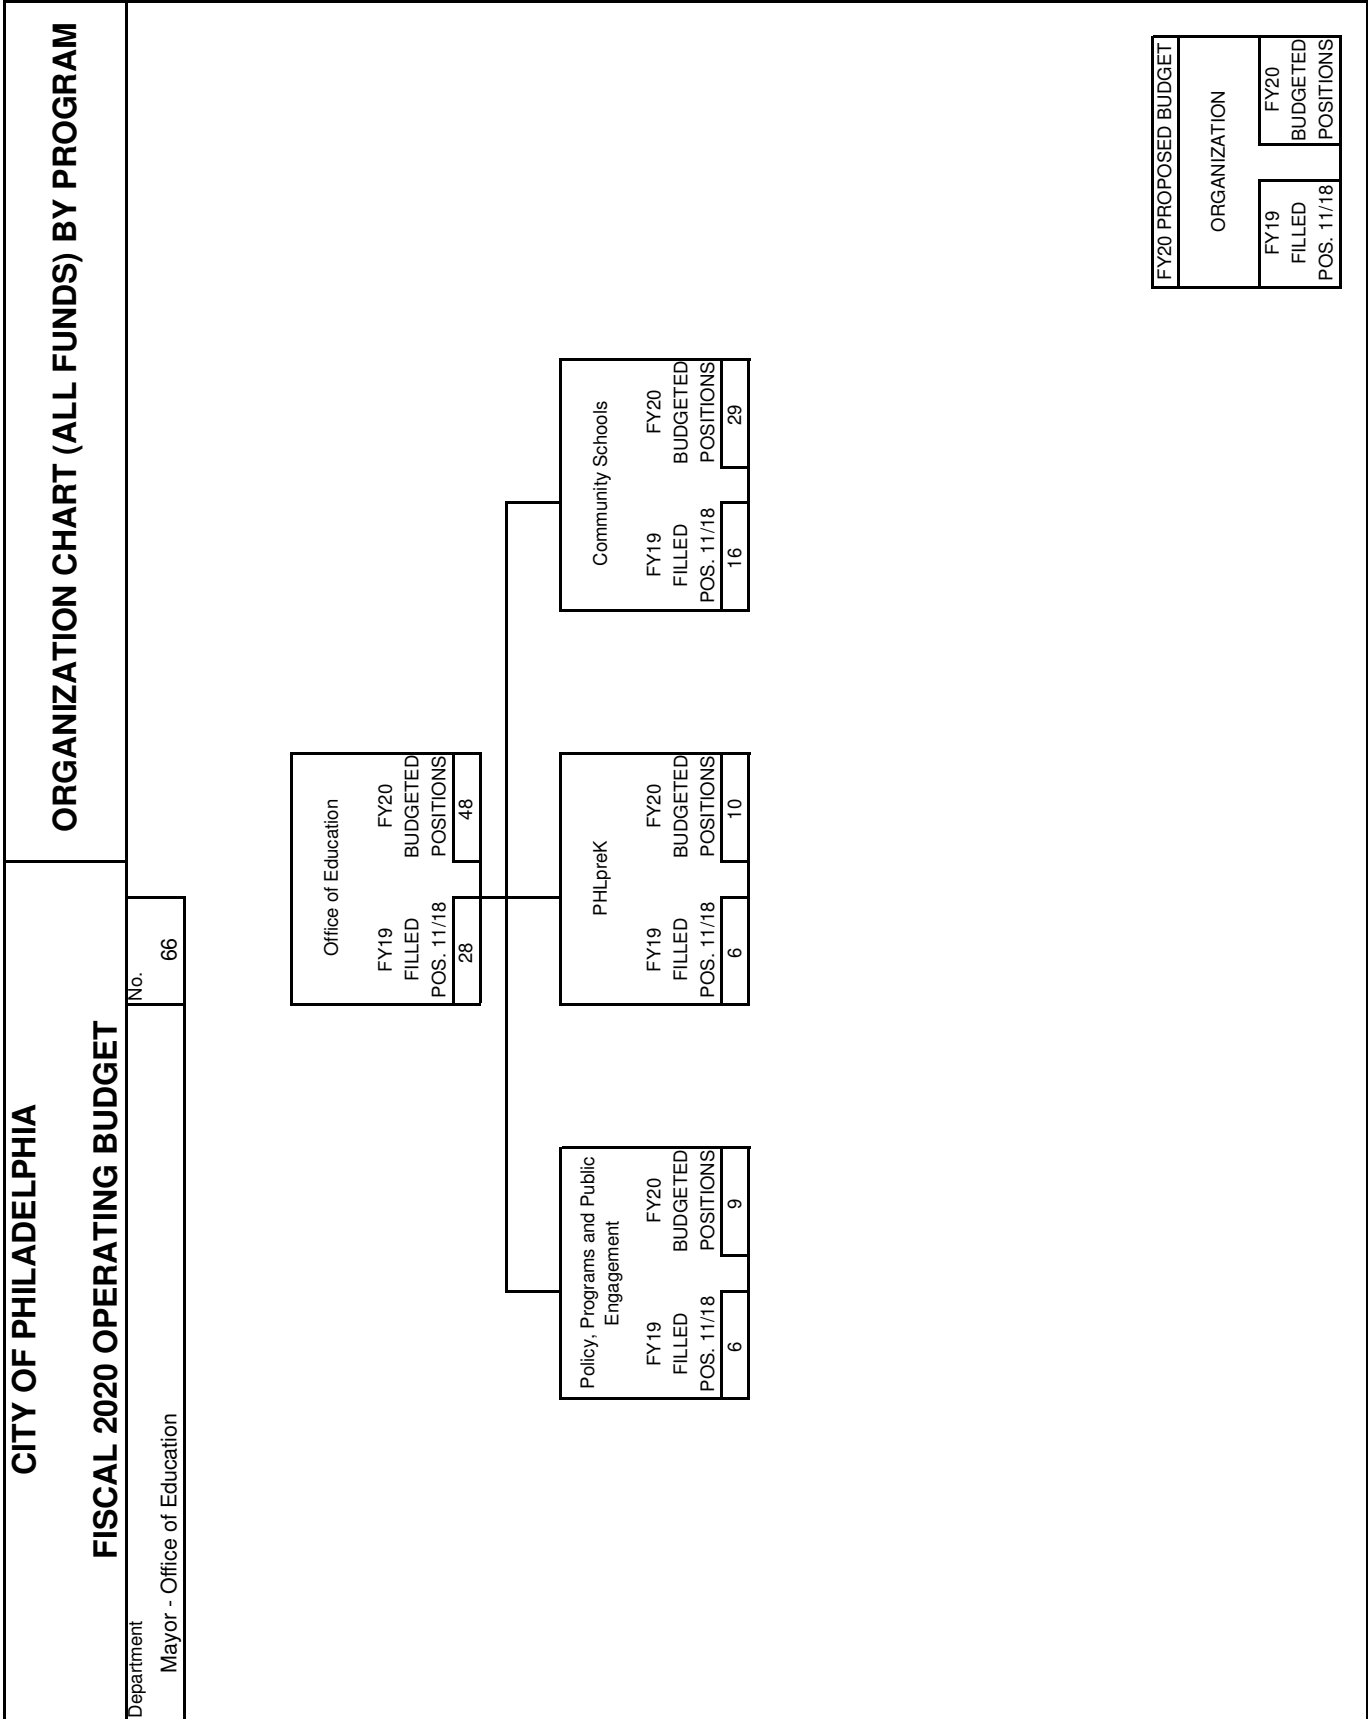 CITY OF PHILADELPHIA
FISCAL 2020 OPERATING BUDGET
ORGANIZATION CHART (ALL FUNDS) BY PROGRAM
Department
Mayor - Office of Education
No.
66
Office of Education
FY19
FILLED
POS. 11/18
28
FY20
BUDGETED
POSITIONS
48
Policy, Programs and Public
Engagement
FY19
FILLED
POS. 11/18
6
FY20
BUDGETED
POSITIONS
9
PHLpreK
FY19
FILLED
POS. 11/18
6
FY20
BUDGETED
POSITIONS
10
Community Schools
FY19
FILLED
POS. 11/18
16
FY20
BUDGETED
POSITIONS
29
FY20 PROPOSED BUDGET
ORGANIZATION
FY19
FILLED
POS. 11/18
FY20
BUDGETED
POSITIONS